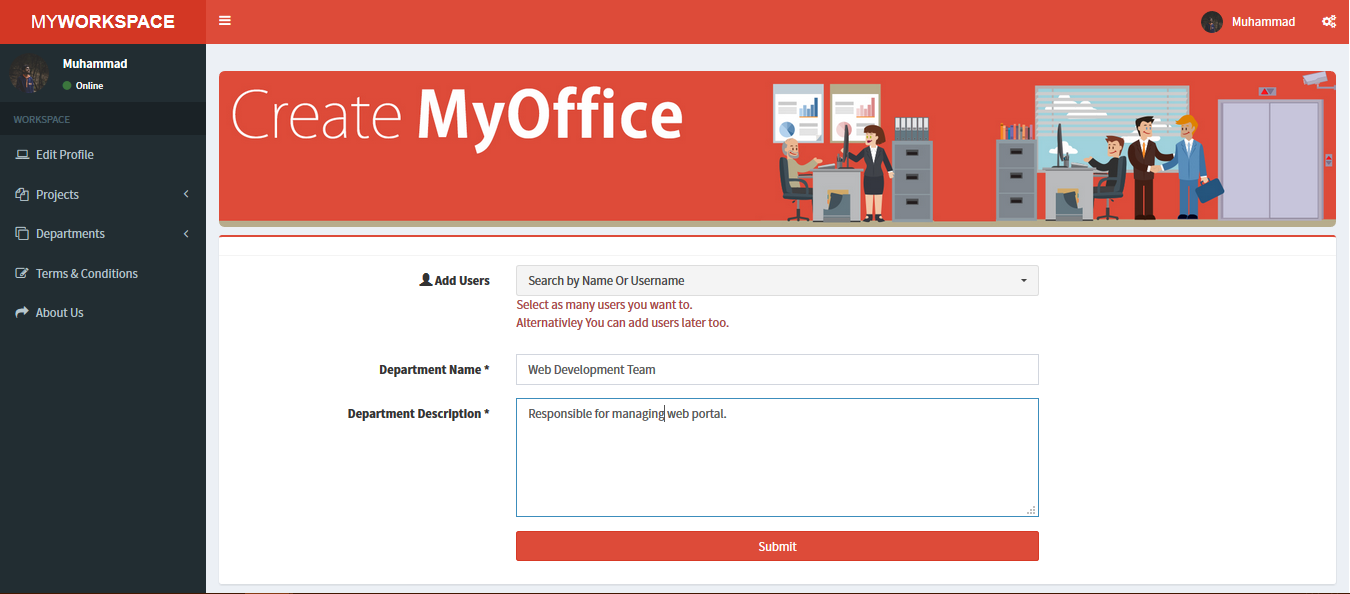 MYWORKSPACE
Muhammad
Muhammad
Online
WORKSPACE
Edit Profile
Projects
Departments
Terms & Conditions
About Us
Create MyOffice
Add Users
Search by Name Or Username
Select as many users you want to.
Alternativley You can add users later too.
Department Name *
Web Development Team
Department Description *
Responsible for managing web portal.
Submit